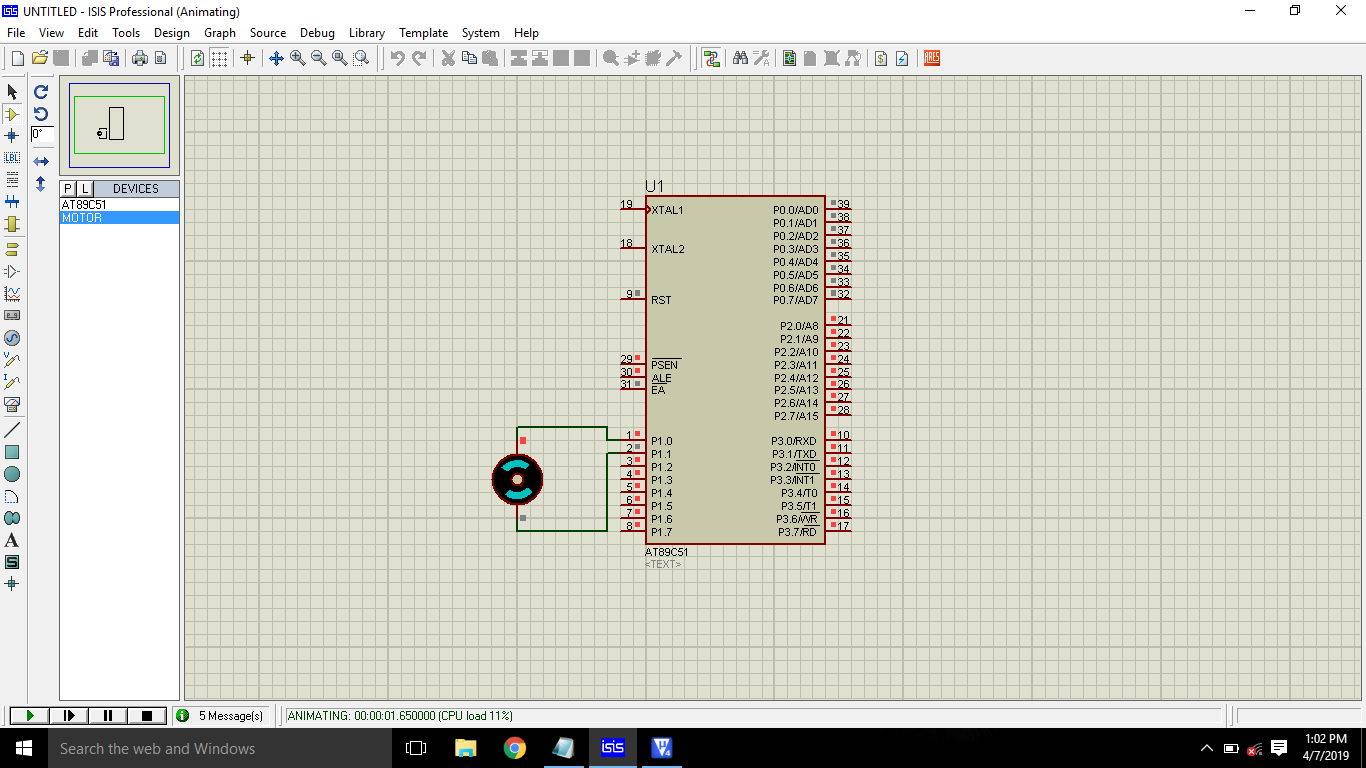 isis UNTITLED - ISIS Professional (Animating)
File View Edit Tools Design Graph Source Debug Library Template System Help
ARES
LBL
0°
P L DEVICES
AT89C51
MOTOR
A
S
U1
19 XTAL1
18 XTAL2
9 RST
29 PSEN
30 ALE
31 EA
1 P1.0
2 P1.1
3 P1.2
4 P1.3
5 P1.4
6 P1.5
7 P1.6
8 P1.7
P0.0/AD0 39
P0.1/AD1 38
P0.2/AD2 37
P0.3/AD3 36
P0.4/AD4 35
P0.5/AD5 34
P0.6/AD6 33
P0.7/AD7 32
P2.0/A8 21
P2.1/A9 22
P2.2/A10 23
P2.3/A11 24
P2.4/A12 25
P2.5/A13 26
P2.6/A14 27
P2.7/A15 28
P3.0/RXD 10
P3.1/TXD 11
P3.2/INT0 12
P3.3/INT1 13
P3.4/T0 14
P3.5/T1 15
P3.6/WR 16
P3.7/RD 17
AT89C51
<TEXT>
5 Message(s)
ANIMATING: 00:00:01.650000 (CPU load 11%)
Search the web and Windows
isis
1:02 PM
4/7/2019